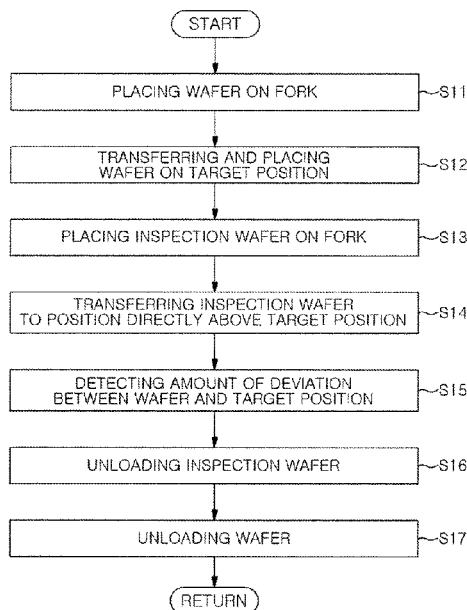 START
PLACING WAFER ON FORK
S11
TRANSFERRING AND PLACING
WAFER ON TARGET POSITION
S12
PLACING INSPECTION WAFER ON FORK
S13
TRANSFERRING INSPECTION WAFER
TO POSITION DIRECTLY ABOVE TARGET POSITION
S14
DETECTING AMOUNT OF DEVIATION
BETWEEN WAFER AND TARGET POSITION
S15
UNLOADING INSPECTION WAFER
S16
UNLOADING WAFER
S17
RETURN